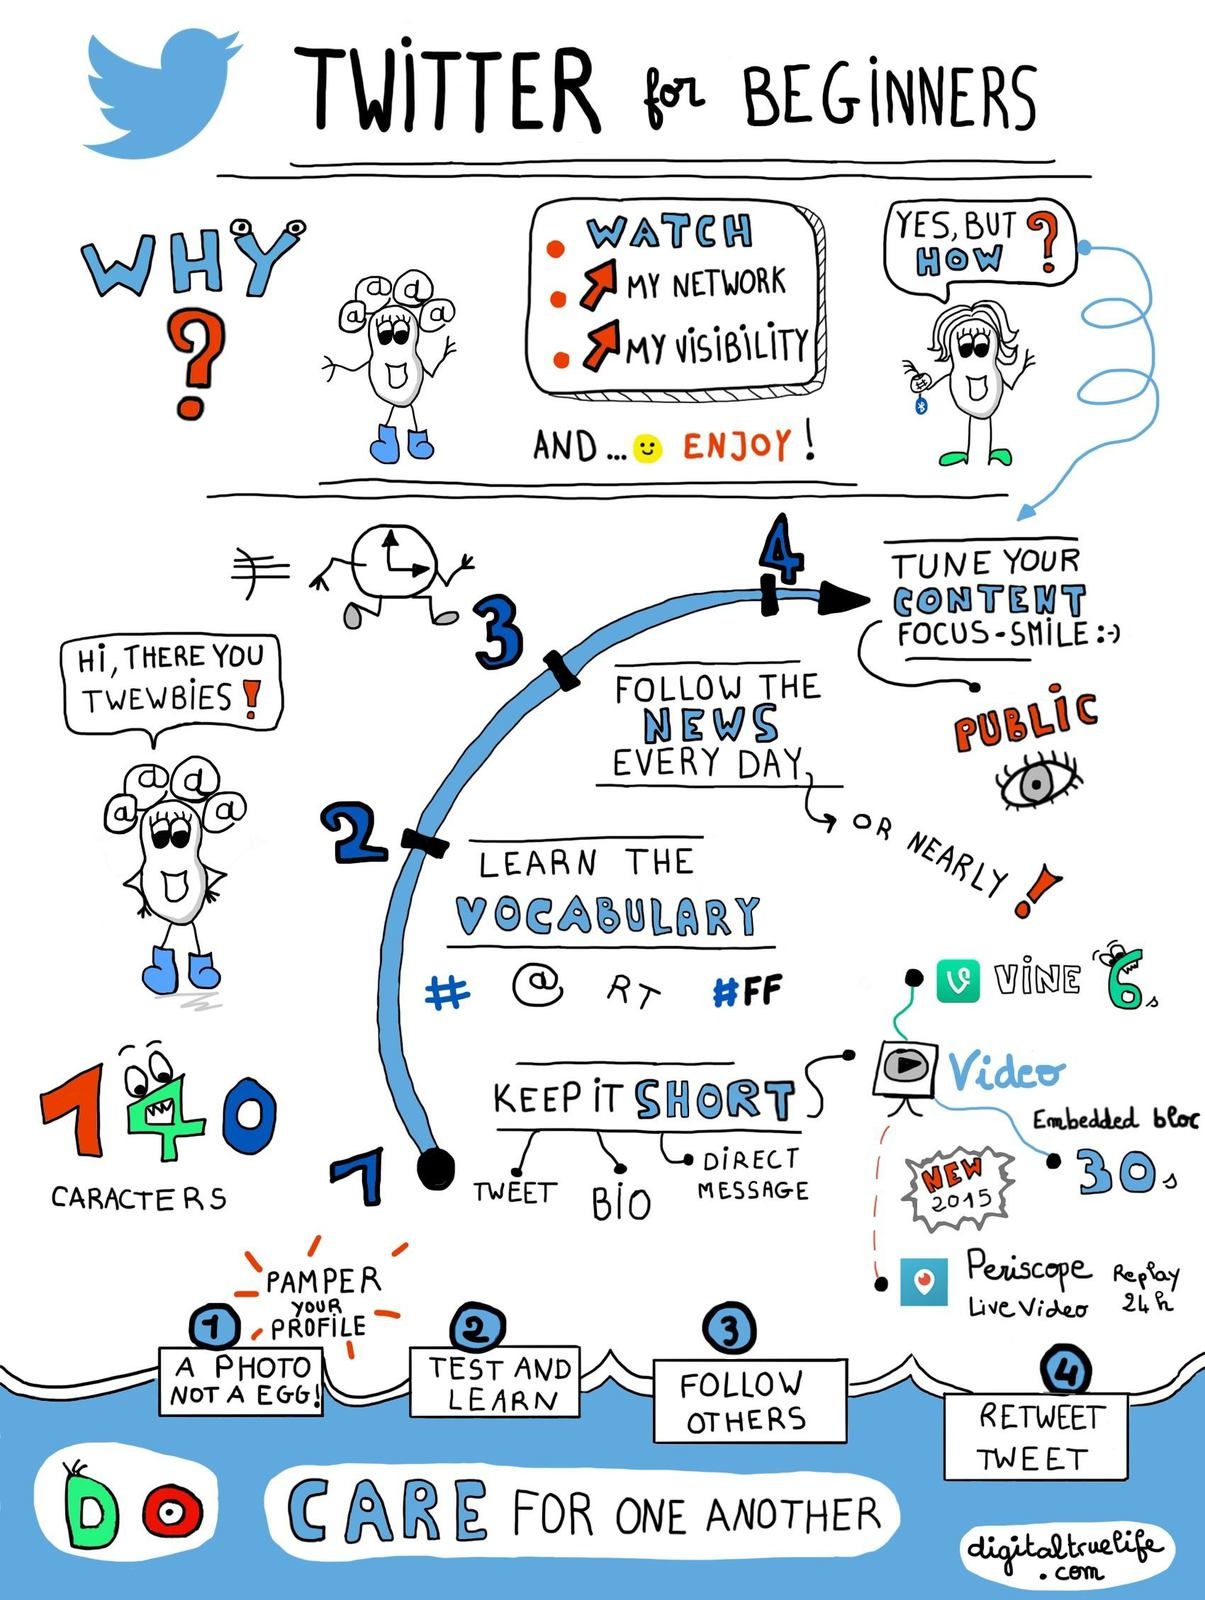 TWITTER for BEGINNERS
WHY
?
@ @ @ @
WATCH
MY NETWORK
MY VISIBILITY
AND ... ENJOY !
YES, BUT
HOW ?
#
HI, THERE YOU
TWEWBIES !
@ @ @ @
140
CARACTERS
4
TUNE YOUR
CONTENT
FOCUS - SMILE :-)
PUBLIC
3
FOLLOW THE
NEWS
EVERY DAY
OR NEARLY !
2
LEARN THE
VOCABULARY
# @ RT #FF
1
KEEP IT SHORT
TWEET
BIO
DIRECT
MESSAGE
VINE 6s
Video
Embedded bloc
30s
NEW
2015
Periscope
Live Video
Replay
24h
PAMPER
YOUR
PROFILE
1
A PHOTO
NOT A EGG!
2
TEST AND
LEARN
3
FOLLOW
OTHERS
4
RETWEET
TWEET
DO
CARE FOR ONE ANOTHER
digitaltruelife
.com